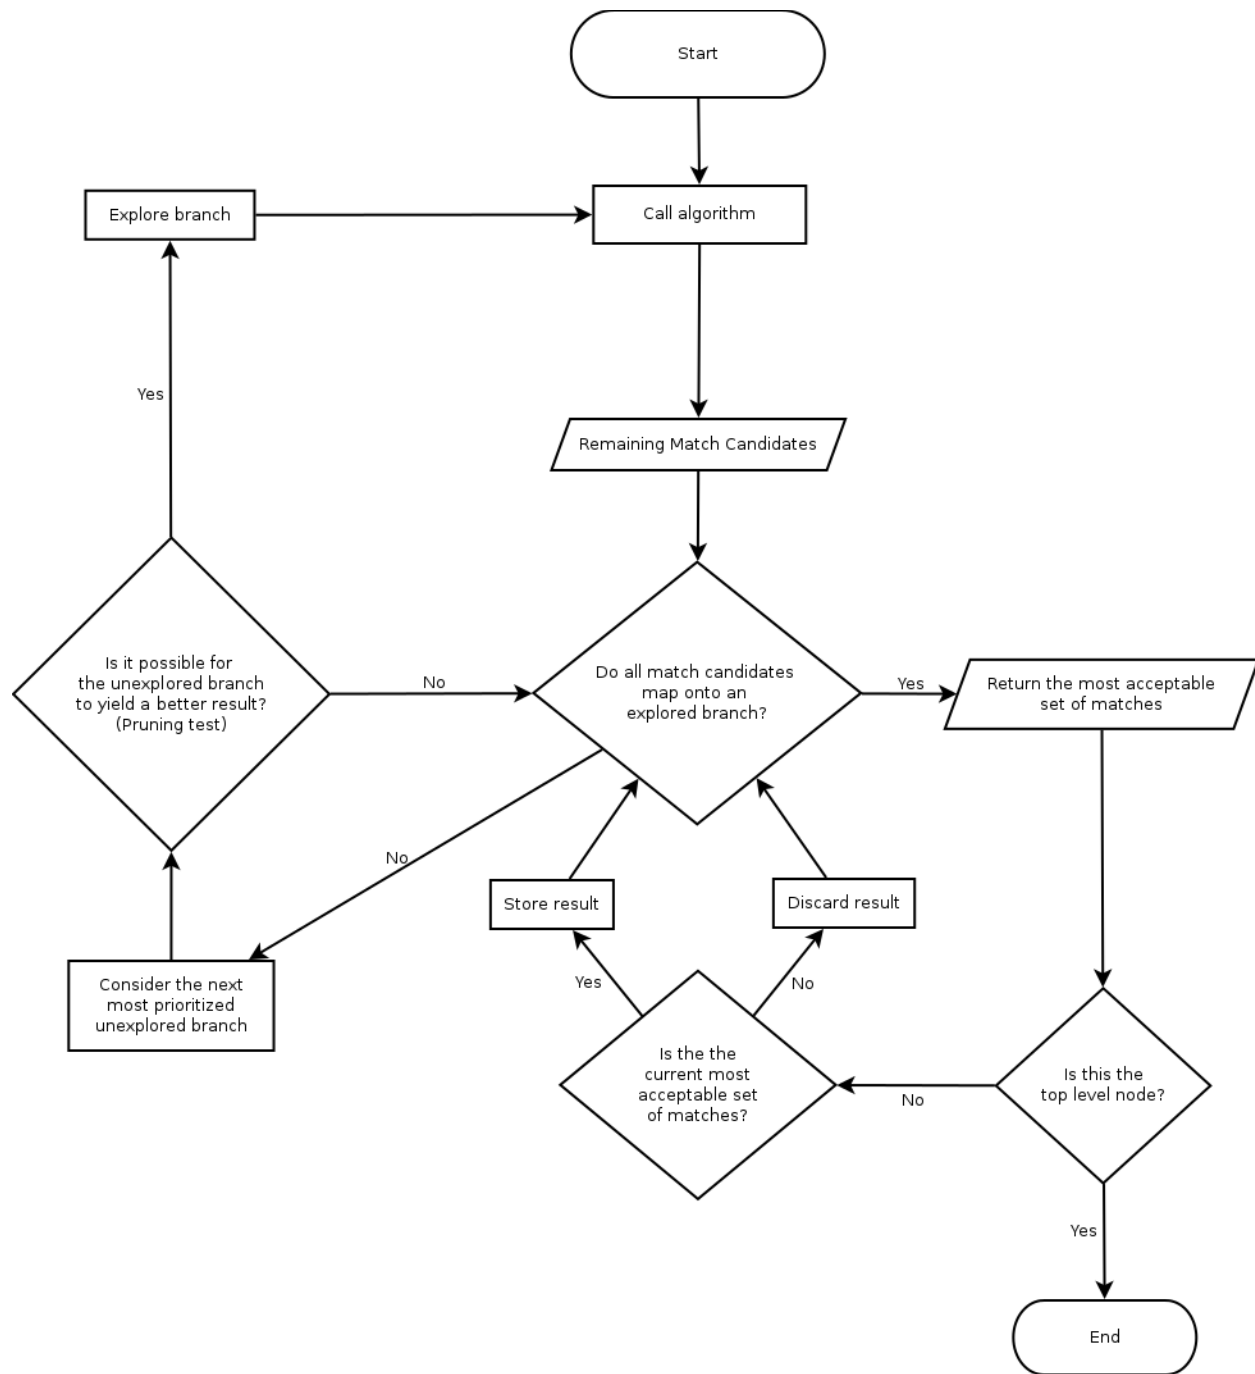 Start
Explore branch
Call algorithm
Yes
Remaining Match Candidates
Is it possible for
the unexplored branch
to yield a better result?
(Pruning test)
No
Do all match candidates
map onto an
explored branch?
Yes
Return the most acceptable
set of matches
No
Store result
Discard result
Consider the next
most prioritized
unexplored branch
Yes
No
Is the the
current most
acceptable set
of matches?
No
Is this the
top level node?
Yes
End